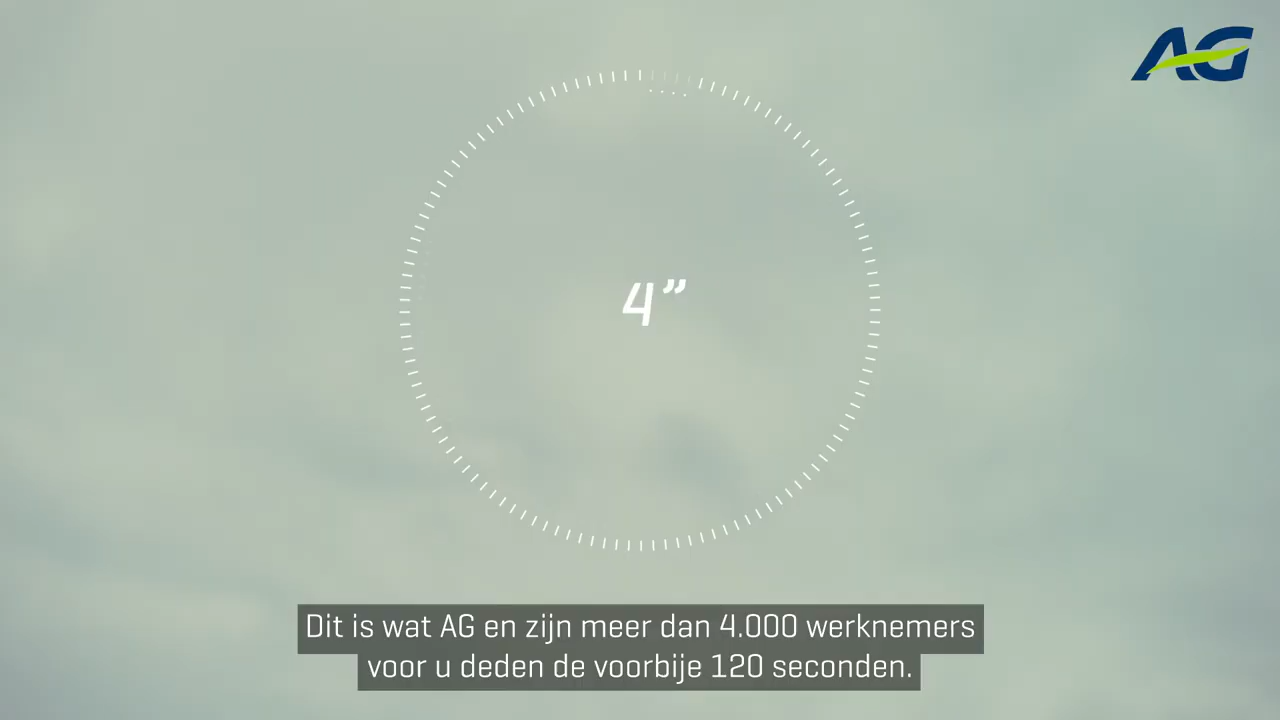 AG
4”
Dit is wat AG en zijn meer dan 4.000 werknemers
voor u deden de voorbije 120 seconden.